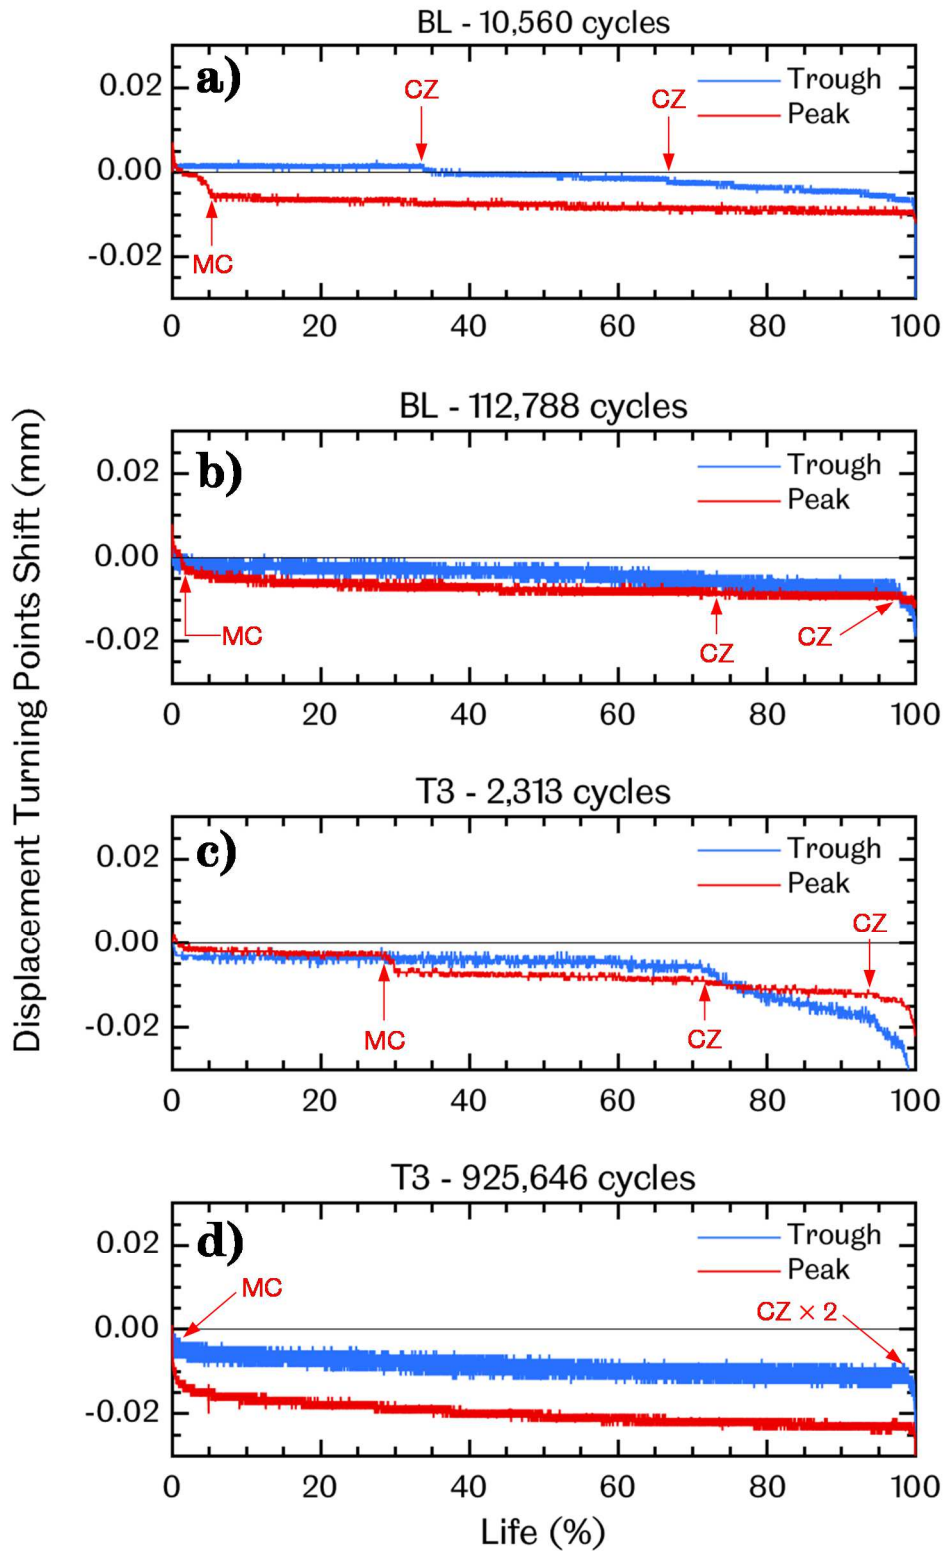 BL - 10,560 cycles
a)
CZ
CZ
Trough
Peak
MC
0.02
0.00
-0.02
0 20 40 60 80 100
BL - 112,788 cycles
b)
Trough
Peak
MC
CZ
CZ
0.02
0.00
-0.02
0 20 40 60 80 100
Displacement Turning Points Shift (mm)
T3 - 2,313 cycles
c)
Trough
Peak
CZ
MC
CZ
0.02
0.00
-0.02
0 20 40 60 80 100
T3 - 925,646 cycles
d)
Trough
Peak
MC
CZ × 2
0.02
0.00
-0.02
0 20 40 60 80 100
Life (%)